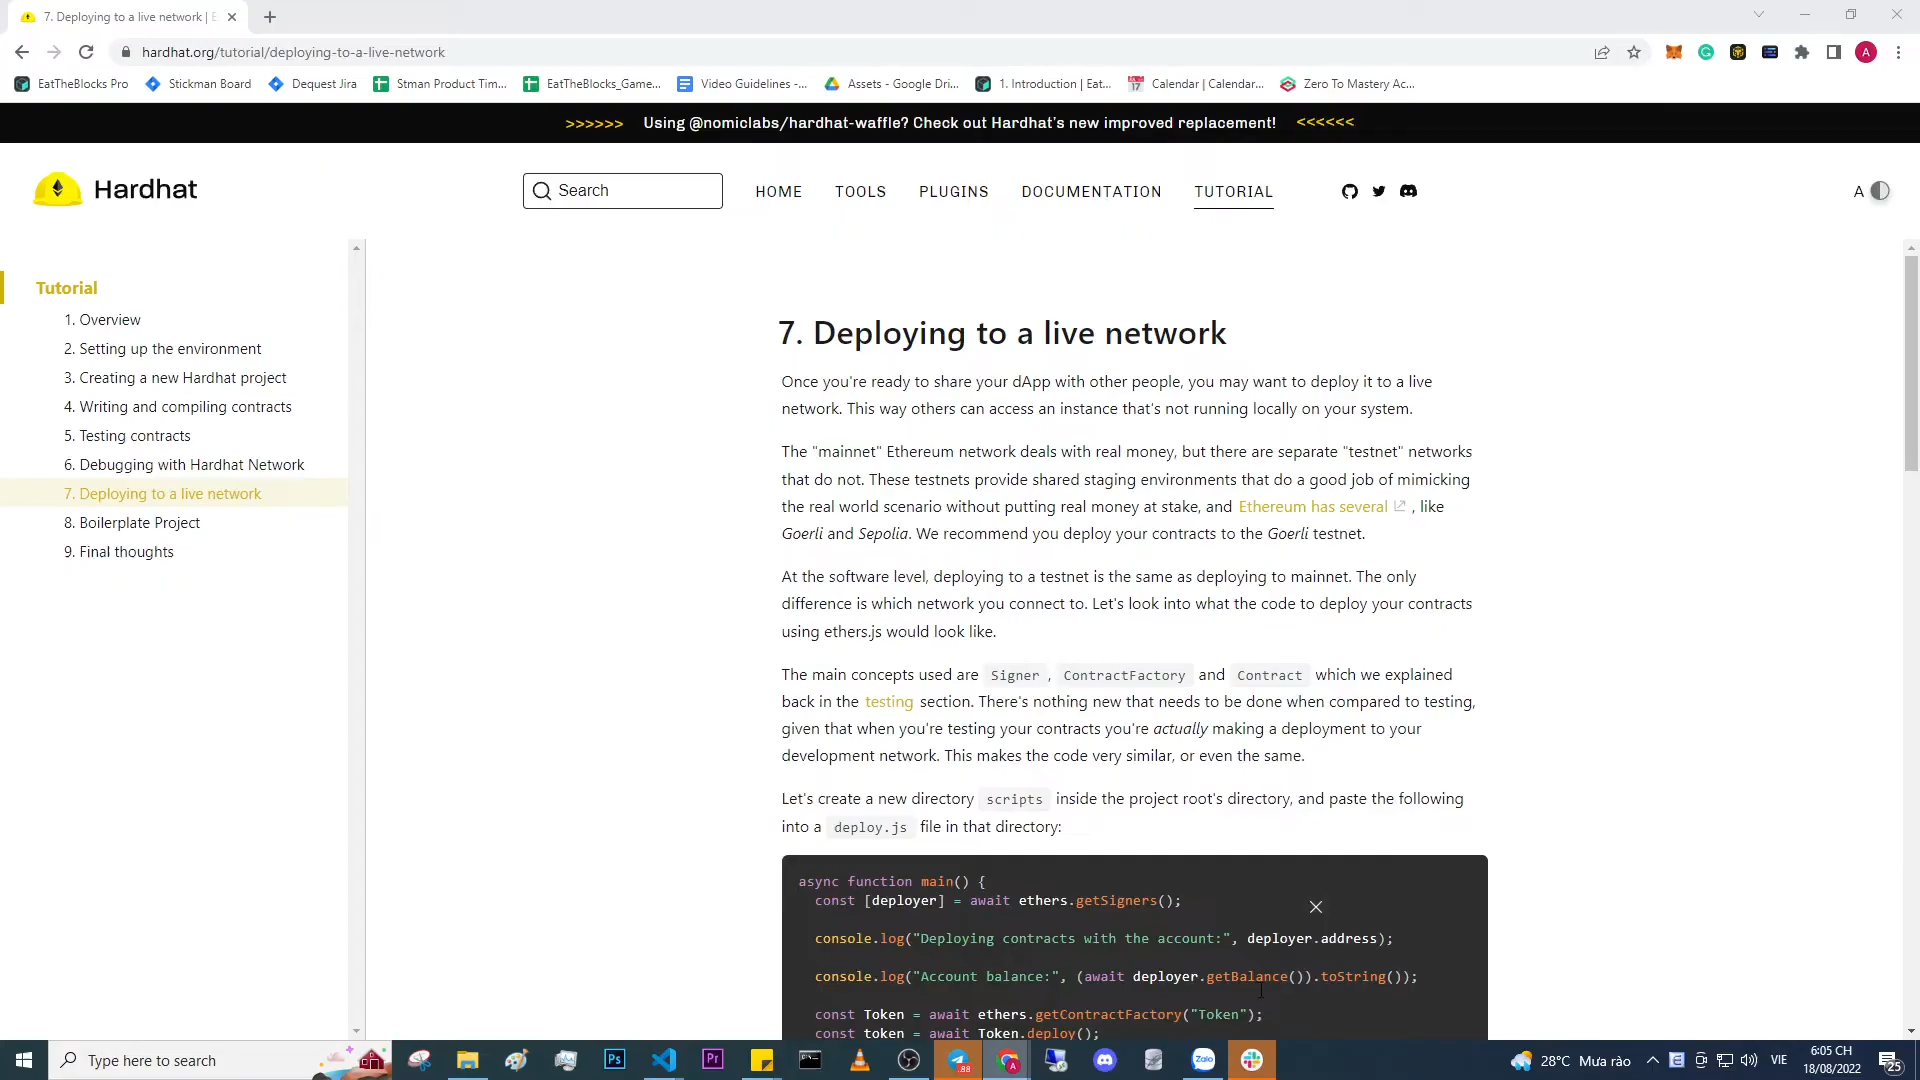 7. Deploying to a live network | E
hardhat.org/tutorial/deploying-to-a-live-network
A
EatTheBlocks Pro
Stickman Board
Dequest Jira
Stman Product Tim...
EatTheBlocks_Game...
Video Guidelines -...
Assets - Google Dri...
1. Introduction | Eat...
17
Calendar | Calendar...
Zero To Mastery Ac...
>>>>>> Using @nomiclabs/hardhat-waffle? Check out Hardhat's new improved replacement! <<<<<<
Hardhat
Search
HOME
TOOLS
PLUGINS
DOCUMENTATION
TUTORIAL
A
Tutorial
1. Overview
2. Setting up the environment
3. Creating a new Hardhat project
4. Writing and compiling contracts
5. Testing contracts
6. Debugging with Hardhat Network
7. Deploying to a live network
8. Boilerplate Project
9. Final thoughts
7. Deploying to a live network
Once you're ready to share your dApp with other people, you may want to deploy it to a live
network. This way others can access an instance that's not running locally on your system.
The "mainnet" Ethereum network deals with real money, but there are separate "testnet" networks
that do not. These testnets provide shared staging environments that do a good job of mimicking
the real world scenario without putting real money at stake, and Ethereum has several , like
Goerli and Sepolia. We recommend you deploy your contracts to the Goerli testnet.
At the software level, deploying to a testnet is the same as deploying to mainnet. The only
difference is which network you connect to. Let's look into what the code to deploy your contracts
using ethers.js would look like.
The main concepts used are Signer , ContractFactory and Contract which we explained
back in the testing section. There's nothing new that needs to be done when compared to testing,
given that when you're testing your contracts you're actually making a deployment to your
development network. This makes the code very similar, or even the same.
Let's create a new directory scripts inside the project root's directory, and paste the following
into a deploy.js file in that directory:
async function main() {
const [deployer] = await ethers.getSigners();
console.log("Deploying contracts with the account:", deployer.address);
console.log("Account balance:", (await deployer.getBalance()).toString());
const Token = await ethers.getContractFactory("Token");
const token = await Token.deploy();
Type here to search
Ps
Pr
.88
A
Zalo
28°C Mưa rào
VIE
6:05 CH
18/08/2022
25